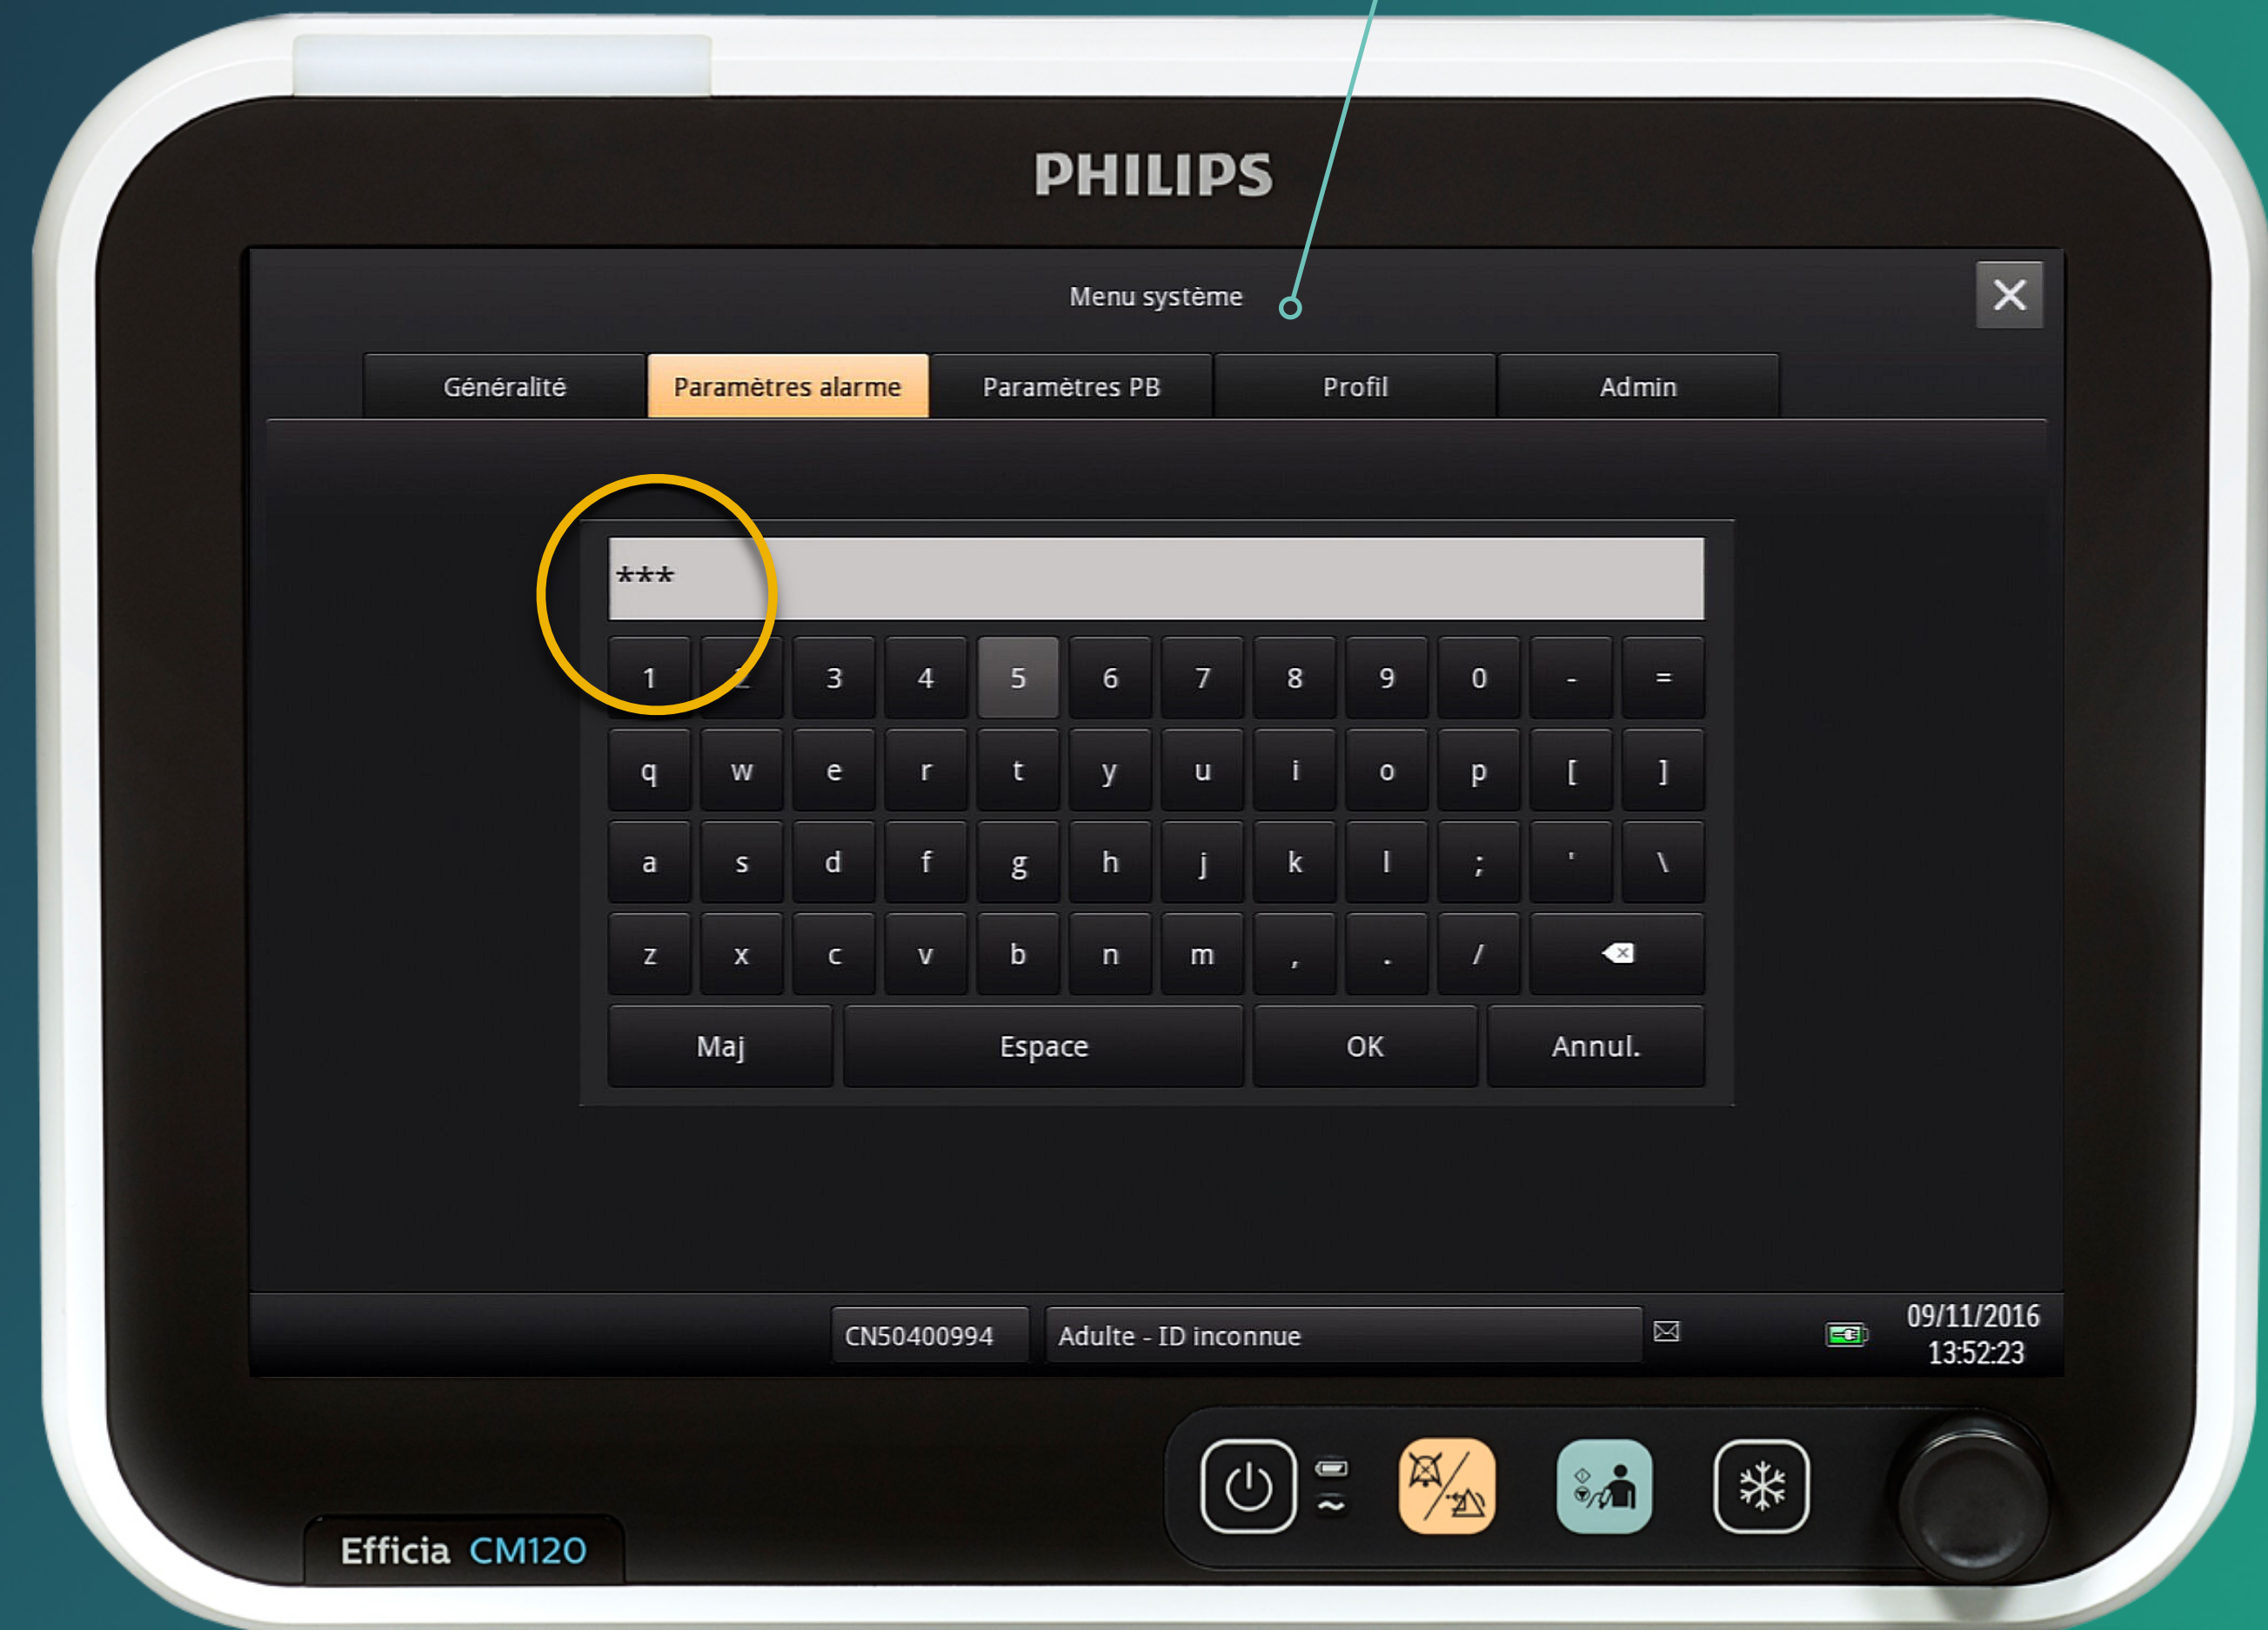 PHILIPS
Menu système
Généralité Paramètres alarme Paramètres PB Profil Admin
***
1 2 3 4 5 6 7 8 9 0 - =
q w e r t y u i o p [ ]
a s d f g h j k l ; ' \
z x c v b n m , . /
Maj Espace OK Annul.
CN50400994 Adulte - ID inconnue 09/11/2016
13:52:23
Efficia CM120